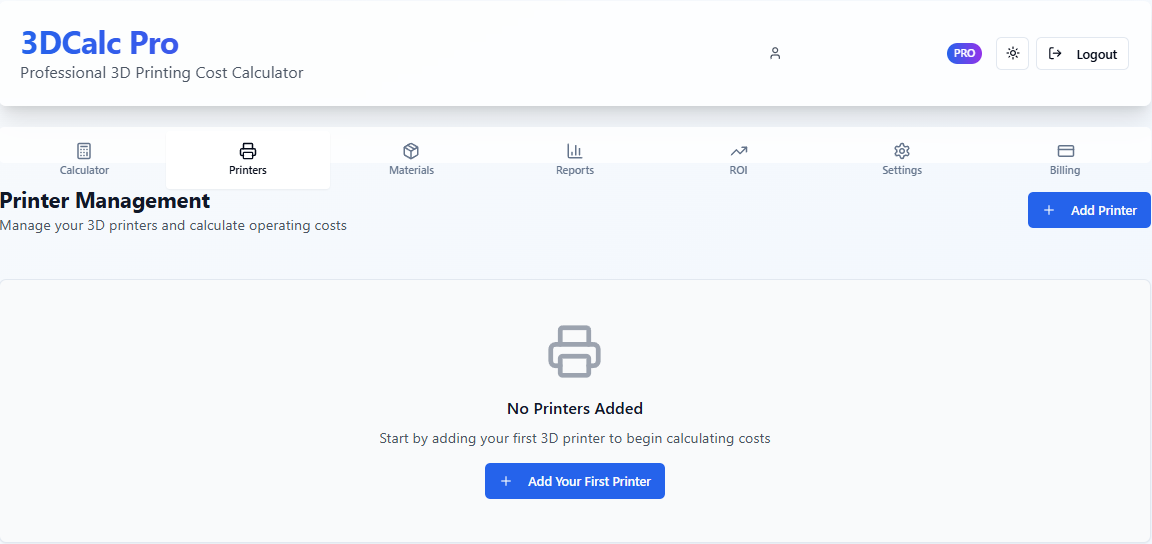 3DCalc Pro
Professional 3D Printing Cost Calculator
PRO
Logout
Calculator
Printers
Materials
Reports
ROI
Settings
Billing
Printer Management
Manage your 3D printers and calculate operating costs
Add Printer
No Printers Added
Start by adding your first 3D printer to begin calculating costs
Add Your First Printer